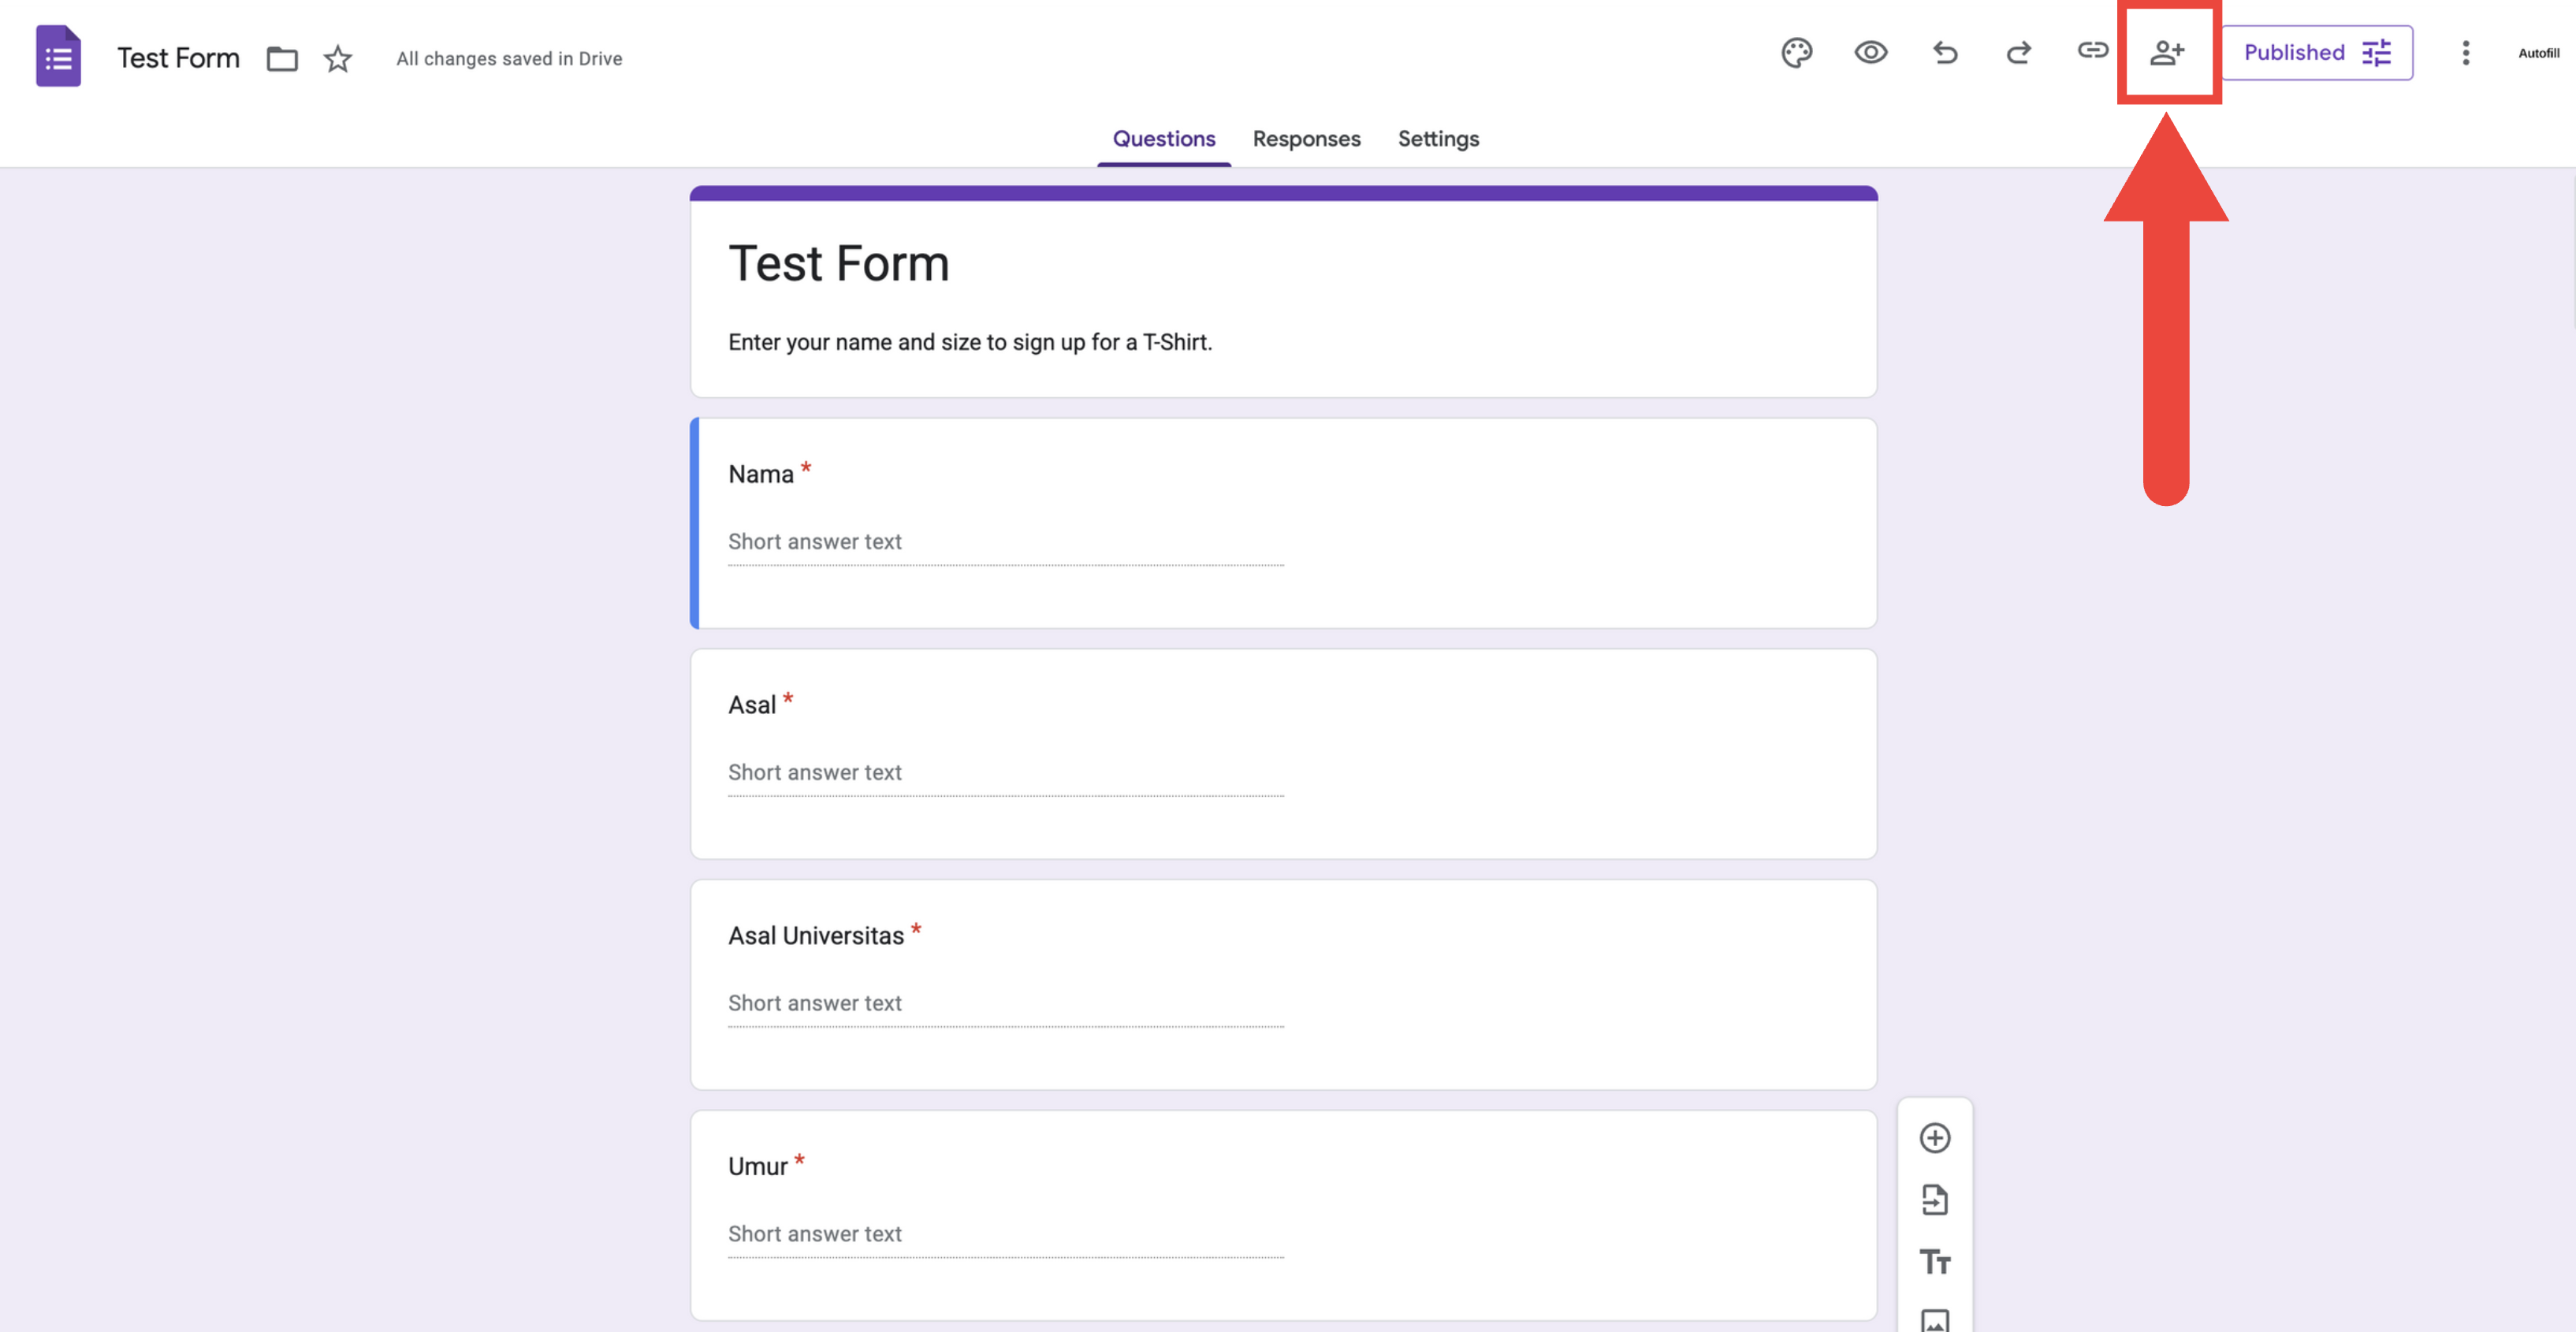 Test Form
All changes saved in Drive
Published
Autofill
Questions Responses Settings
Test Form
Enter your name and size to sign up for a T-Shirt.
Nama *
Short answer text
Asal *
Short answer text
Asal Universitas *
Short answer text
Umur *
Short answer text